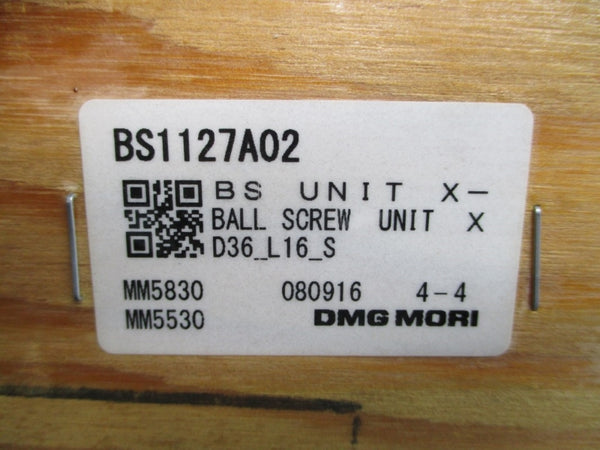 BS1127A02
BS UNIT X-
BALL SCREW UNIT X
D36_L16_S
MM5830 080916 4-4
MM5530 DMG MORI